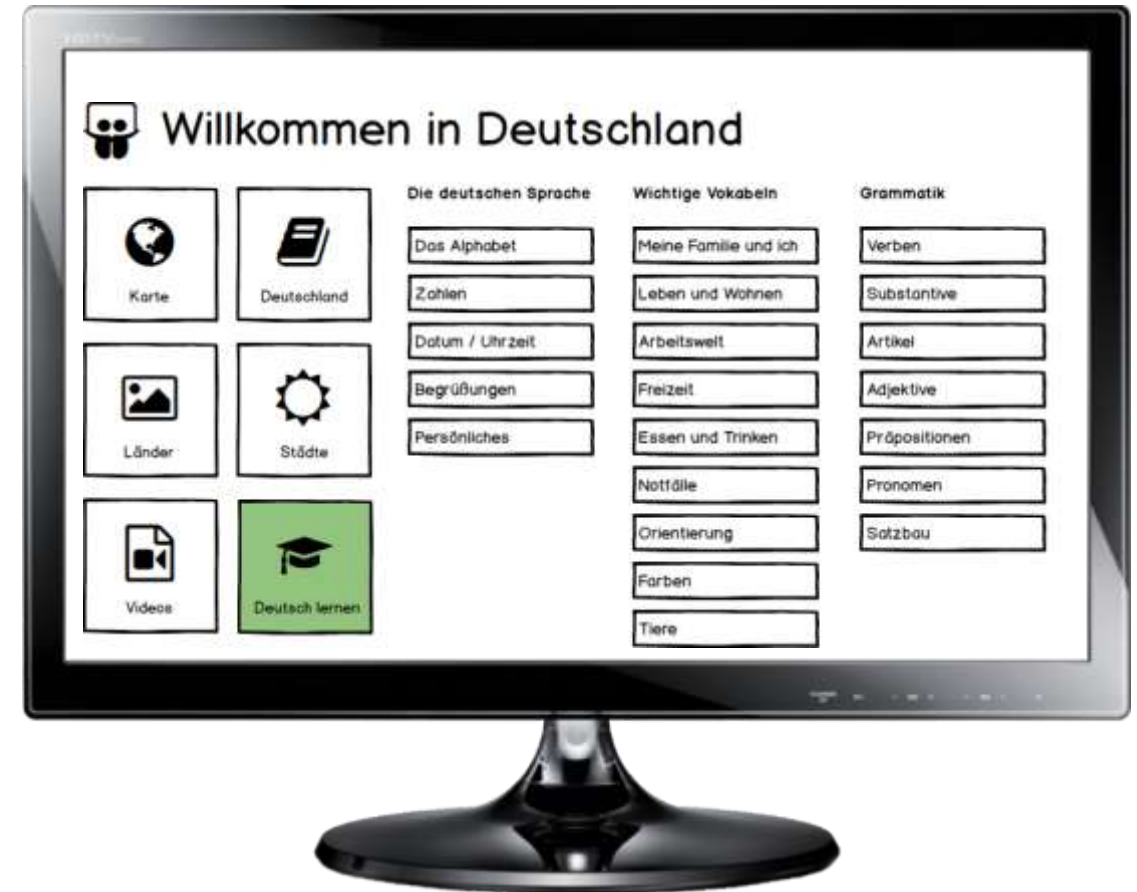 Willkommen in Deutschland
Karte
Deutschland
Länder
Städte
Videos
Deutsch lernen
Die deutschen Sprache
Das Alphabet
Zahlen
Datum / Uhrzeit
Begrüßungen
Persönliches
Wichtige Vokabeln
Meine Familie und ich
Leben und Wohnen
Arbeitswelt
Freizeit
Essen und Trinken
Notfälle
Orientierung
Farben
Tiere
Grammatik
Verben
Substantive
Artikel
Adjektive
Präpositionen
Pronomen
Satzbau